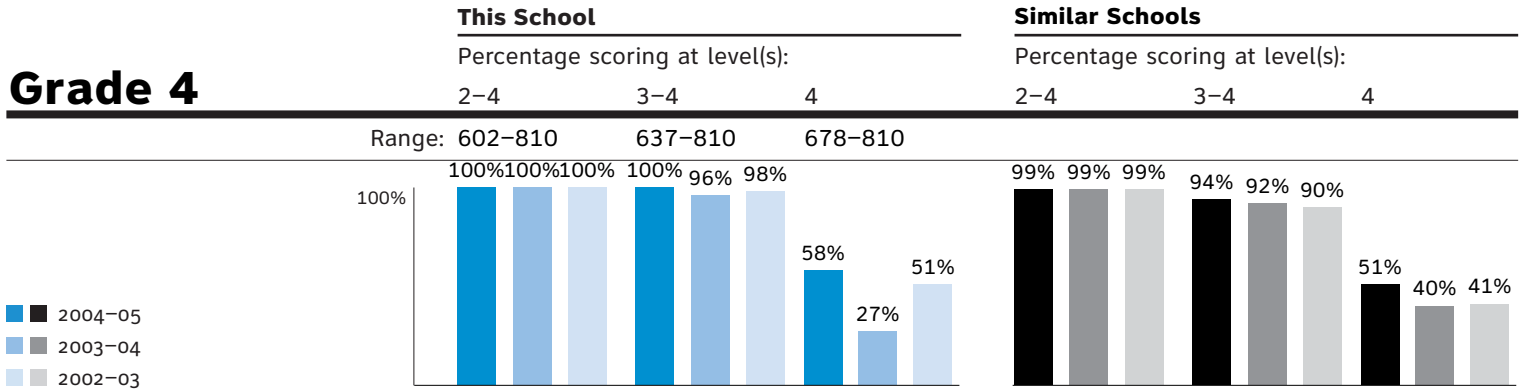 This School
Similar Schools
Percentage scoring at level(s):
Percentage scoring at level(s):
Grade 4
2–4 3–4 4
2–4 3–4 4
Range: 602–810 637–810 678–810
100%
100% 100% 100% 100% 96% 98% 58% 27% 51%
99% 99% 99% 94% 92% 90% 51% 40% 41%
2004–05
2003–04
2002–03